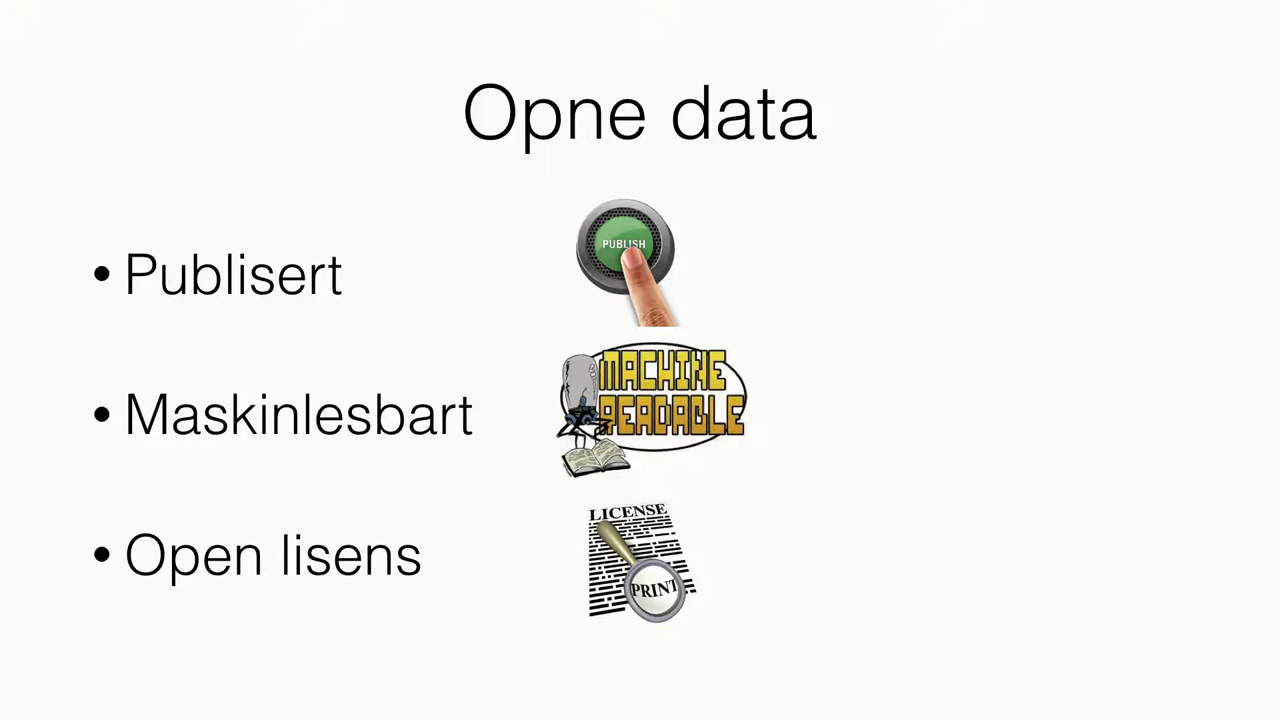 Opne data
• Publisert
PUBLISH
• Maskinlesbart
MACHINE
READABLE
• Open lisens
LICENSE
PRINT